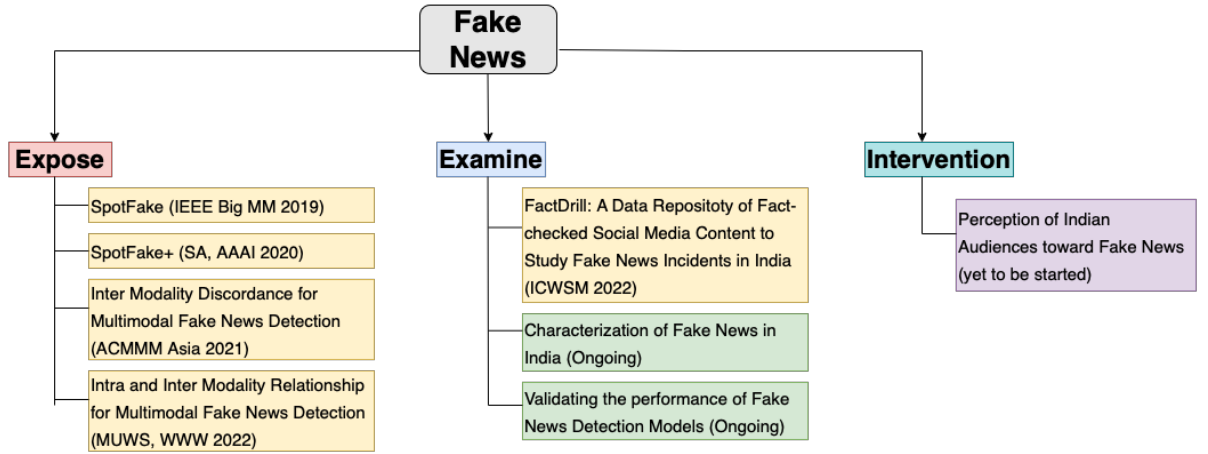 Fake
News
Expose
SpotFake (IEEE Big MM 2019)
SpotFake+ (SA, AAAI 2020)
Inter Modality Discordance for
Multimodal Fake News Detection
(ACMMM Asia 2021)
Intra and Inter Modality Relationship
for Multimodal Fake News Detection
(MUWS, WWW 2022)
Examine
FactDrill: A Data Repositoty of Fact-
checked Social Media Content to
Study Fake News Incidents in India
(ICWSM 2022)
Characterization of Fake News in
India (Ongoing)
Validating the performance of Fake
News Detection Models (Ongoing)
Intervention
Perception of Indian
Audiences toward Fake News
(yet to be started)